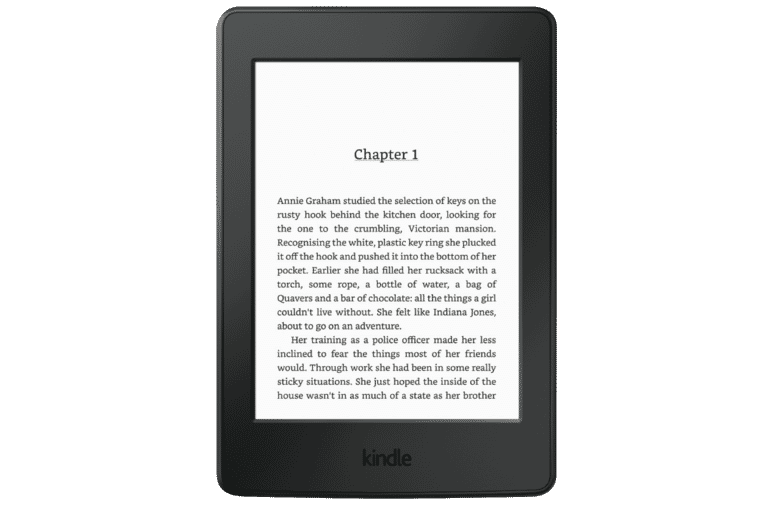 Chapter 1
Annie Graham studied the selection of keys on the
rusty hook behind the kitchen door, looking for
the one to the crumbling, Victorian mansion.
Recognising the white, plastic key ring she plucked
it off the hook and pushed it into the bottom of her
pocket. Earlier she had filled her rucksack with a
torch, some rope, a bottle of water, a bag of
Quavers and a bar of chocolate: all the things a girl
couldn't live without. She felt like Indiana Jones,
about to go on an adventure.
Her training as a police officer made her less
inclined to fear the things most of her friends
would. Through work she had been in some really
sticky situations. She just hoped the inside of the
house wasn't in as much of a state as her brother
kindle